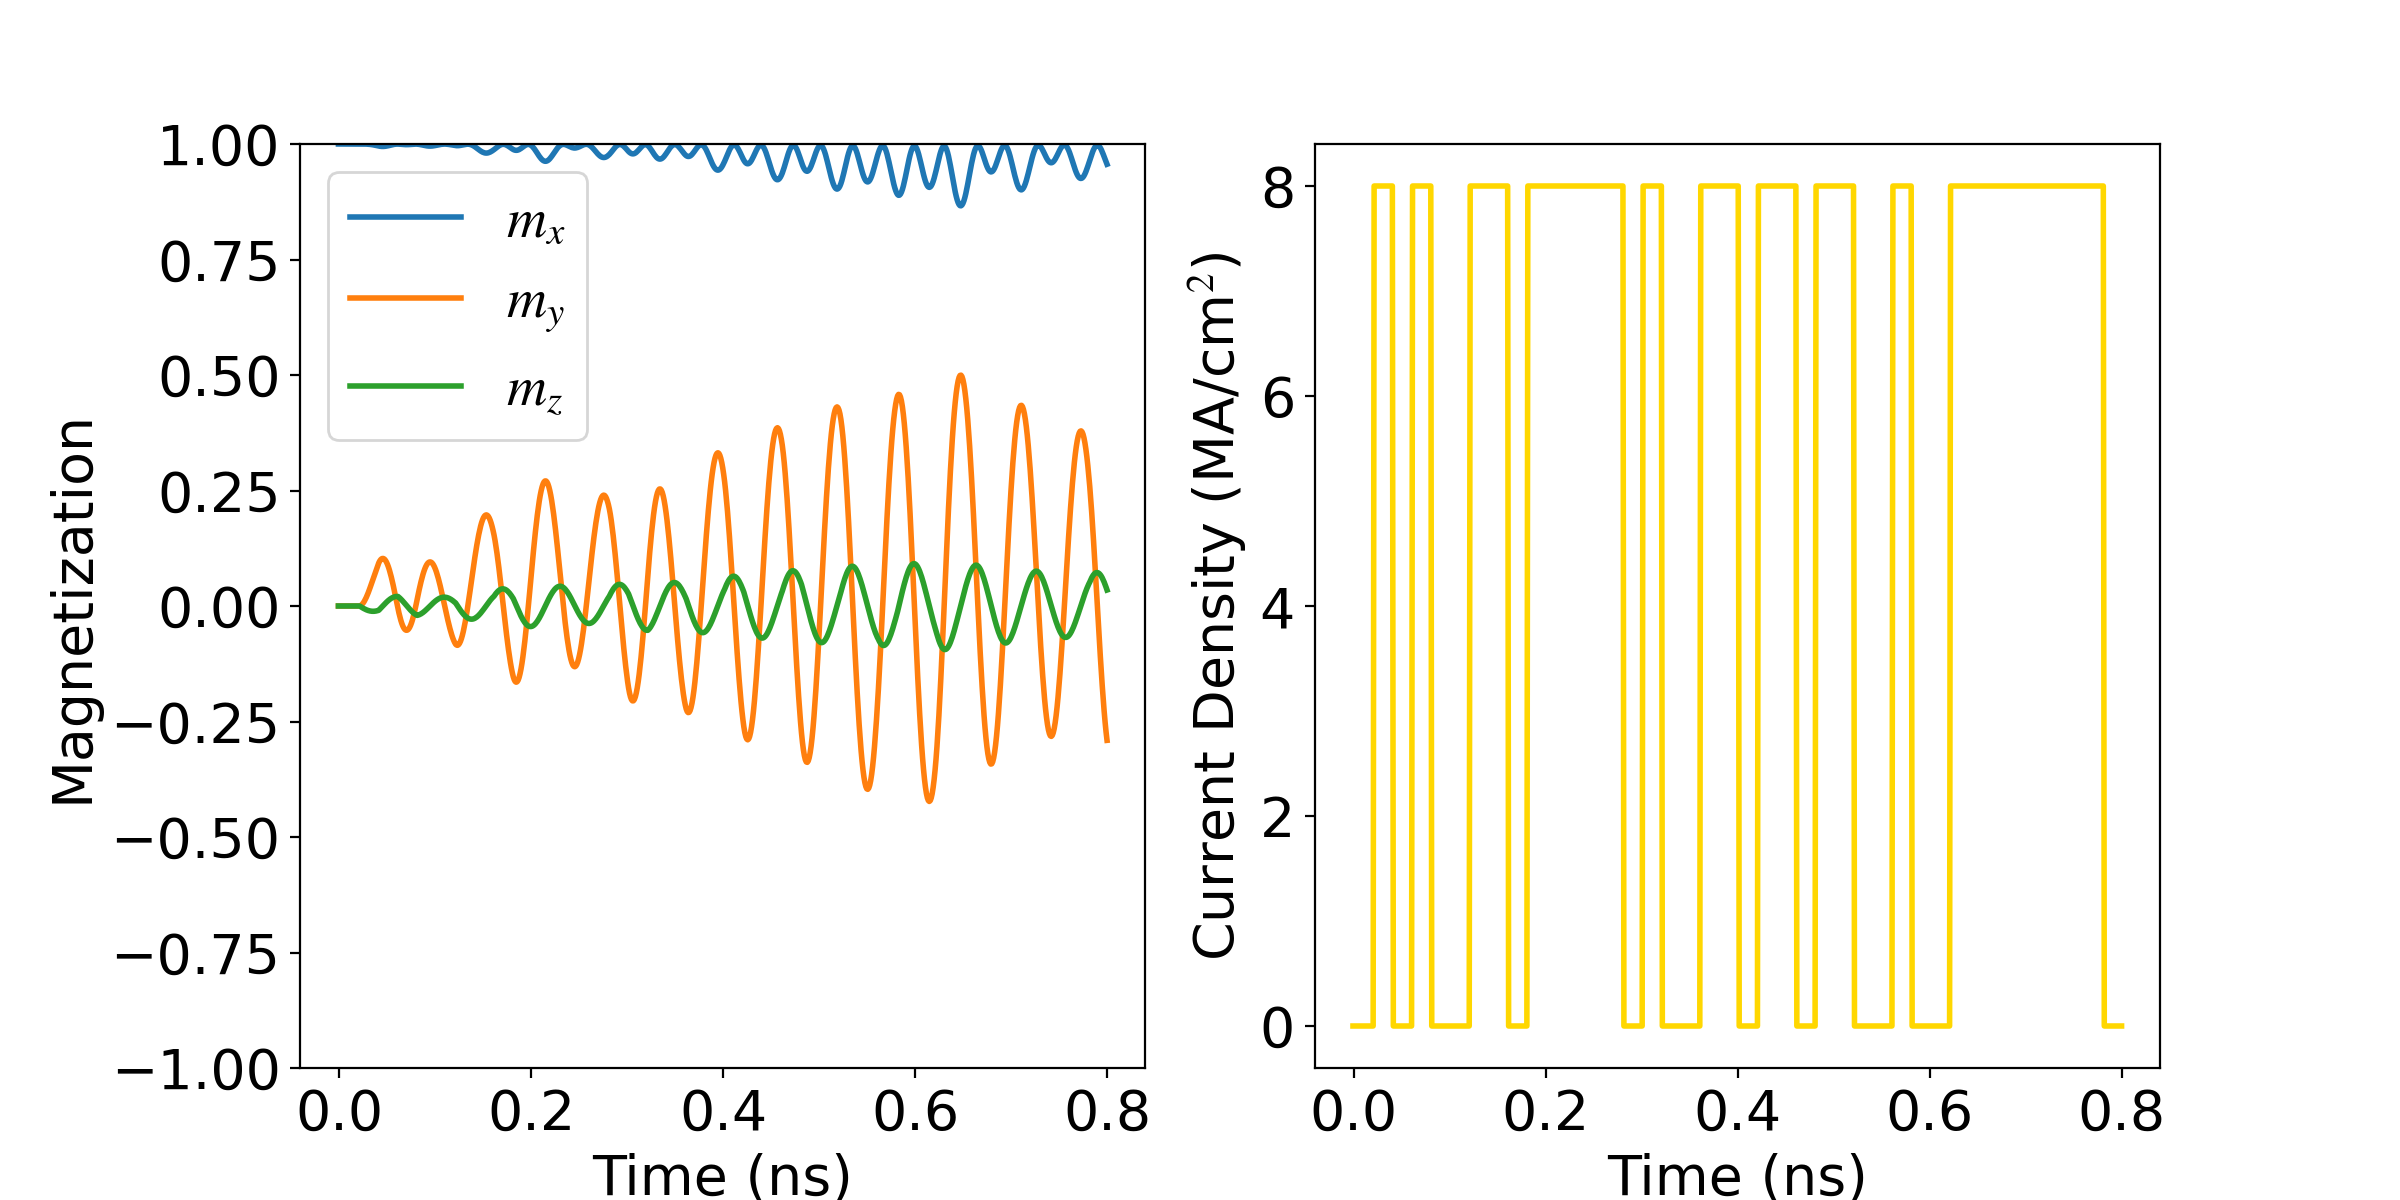 1.00
0.75
0.50
0.25
0.00
−0.25
−0.50
−0.75
−1.00
Magnetization
m_x
m_y
m_z
0.0 0.2 0.4 0.6 0.8
Time (ns)
8
6
4
2
0
Current Density (MA/cm²)
0.0 0.2 0.4 0.6 0.8
Time (ns)